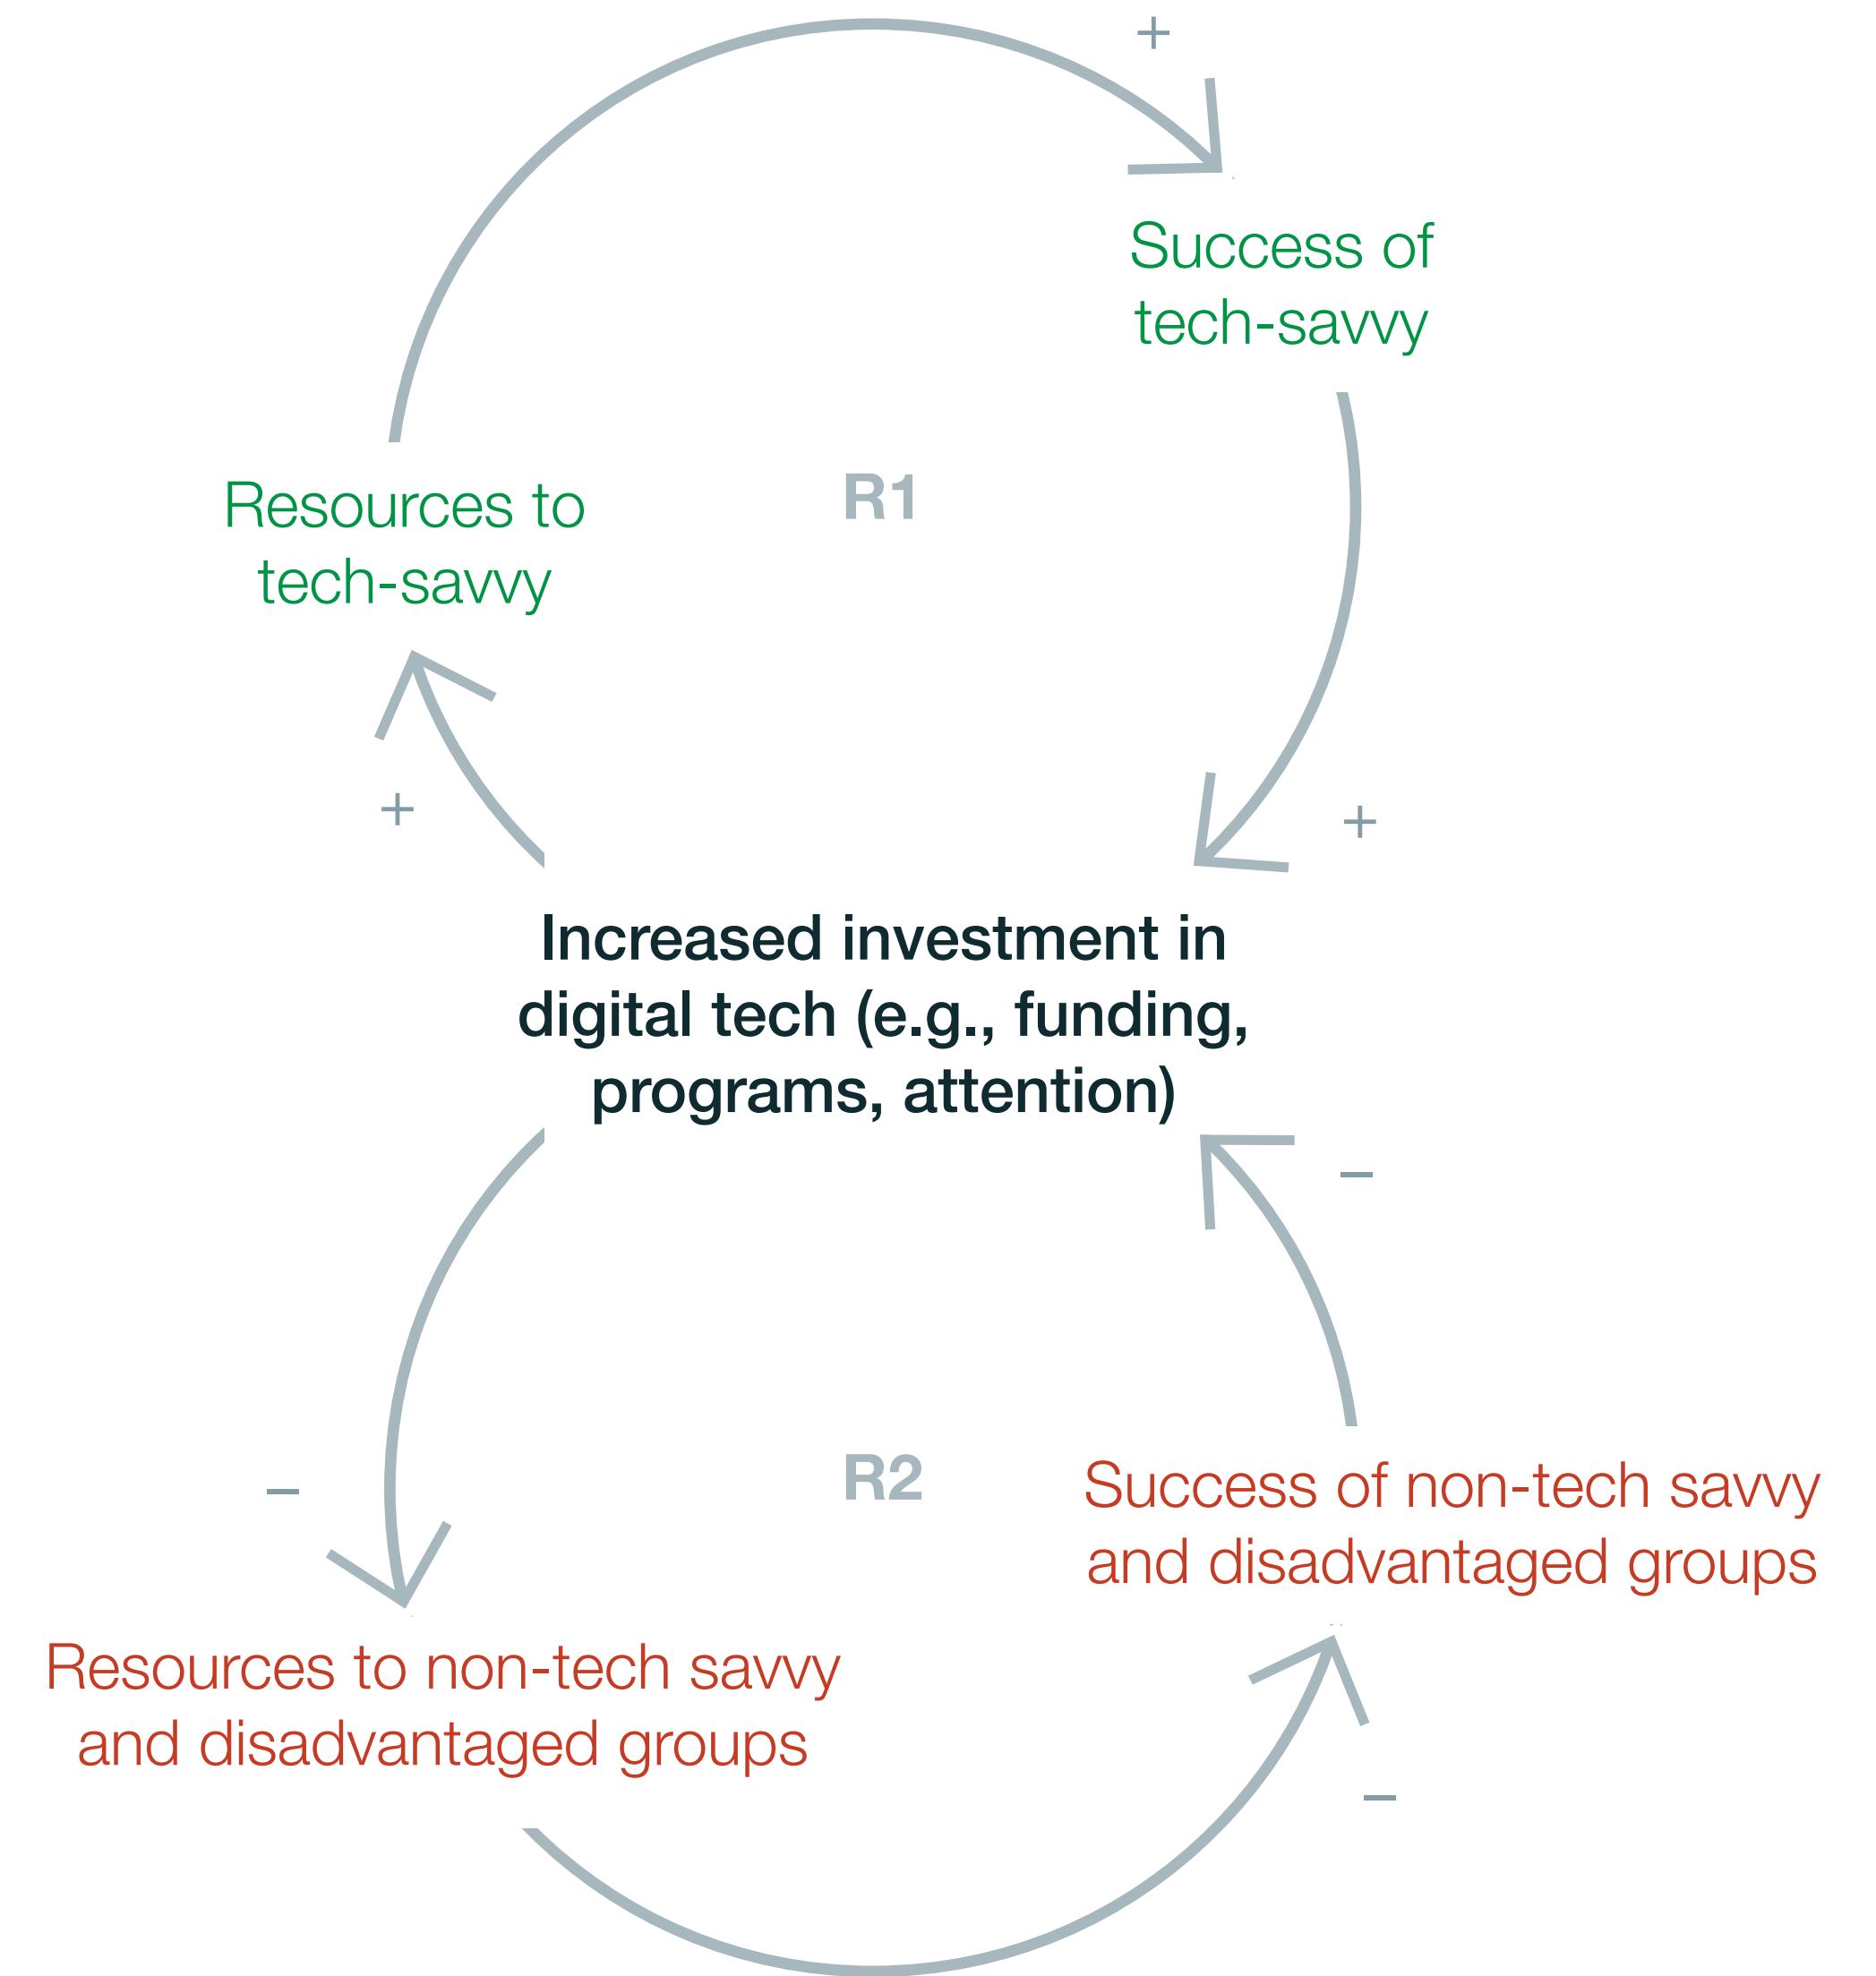 +
Success of
tech-savvy
R1
Resources to
tech-savvy
+
+
Increased investment in
digital tech (e.g., funding,
programs, attention)
–
–
R2
Success of non-tech savvy
and disadvantaged groups
Resources to non-tech savvy
and disadvantaged groups
–